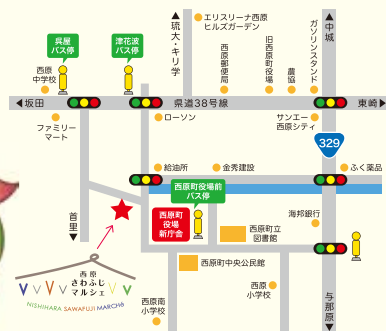 ▲琉大・キリ学
エリスリーナ西原
ヒルズガーデン
▲中城
呉屋
バス停
津花波
バス停
西原
中学校
西原郵便局
旧西原町役場
農協
ガソリンスタンド
◀坂田
県道38号線
東崎▶
ファミリー
マート
ローソン
サンエー
西原シティ
329
給油所
金秀建設
ふく薬品
西原町役場前
バス停
西原町
役場
新庁舎
首里▼
海邦銀行
西原町立
図書館
西原町中央公民館
西原
さわふじ
マルシェ
NISHIHARA SAWAFUJI MARCHé
西原南
小学校
西原
小学校
与那原▼